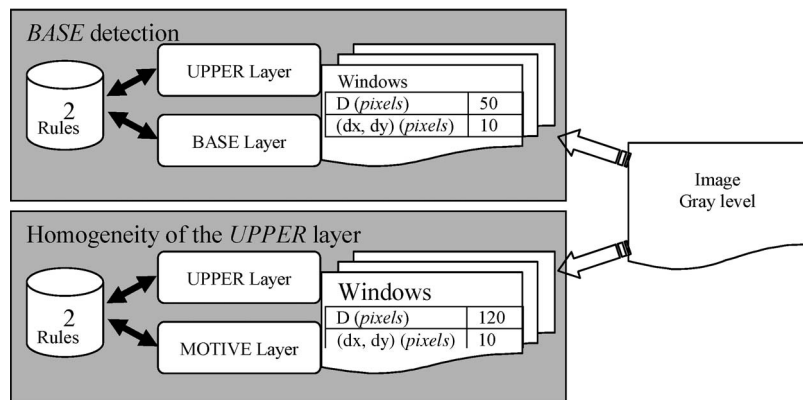 BASE detection
2
Rules
UPPER Layer
BASE Layer
Windows
D (pixels) 50
(dx, dy) (pixels) 10
Image
Gray level
Homogeneity of the UPPER layer
2
Rules
UPPER Layer
MOTIVE Layer
Windows
D (pixels) 120
(dx, dy) (pixels) 10